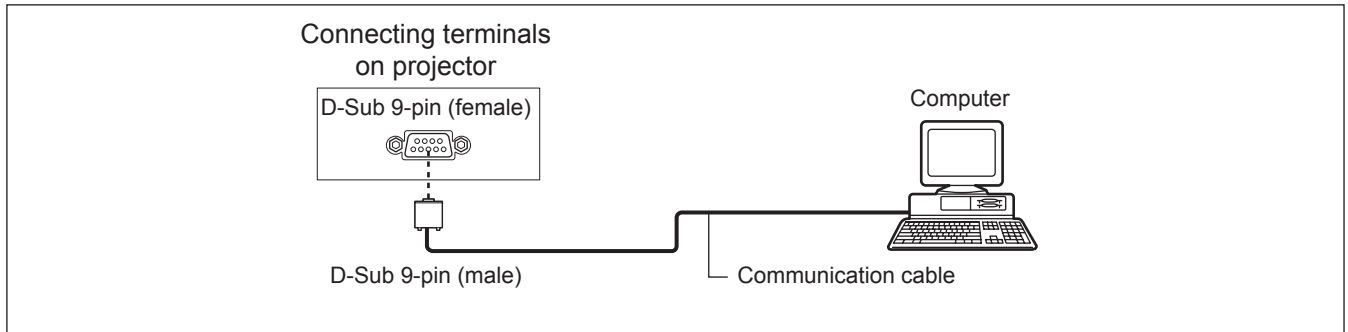 Connecting terminals
on projector
D-Sub 9-pin (female)
Computer
D-Sub 9-pin (male)
Communication cable